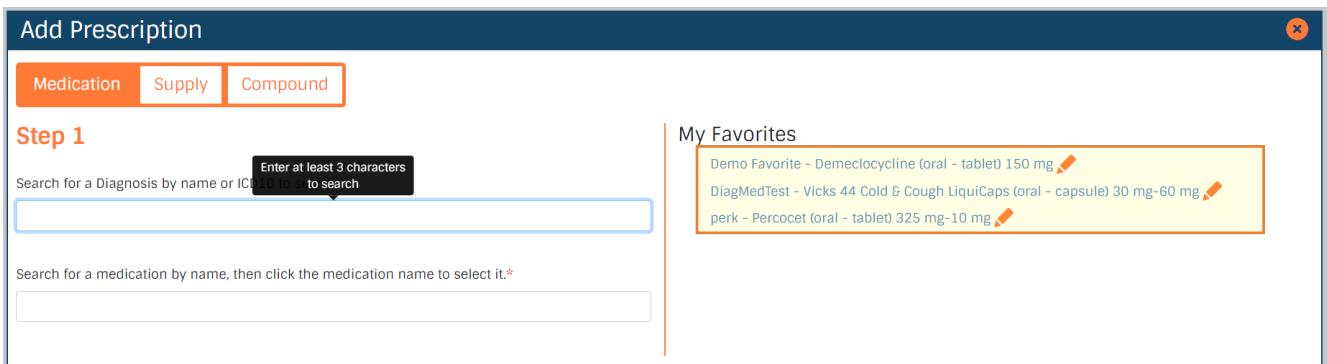 Add Prescription
Medication
Supply
Compound
Step 1
Enter at least 3 characters
to search
Search for a Diagnosis by name or ICD10 to
Search for a medication by name, then click the medication name to select it.*
My Favorites
Demo Favorite - Demeclocycline (oral - tablet) 150 mg
DiagMedTest - Vicks 44 Cold & Cough LiquiCaps (oral - capsule) 30 mg-60 mg
perk - Percocet (oral - tablet) 325 mg-10 mg